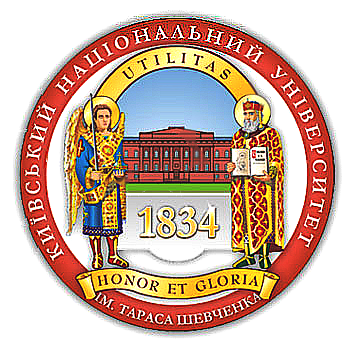 КИЇВСЬКИЙ НАЦІОНАЛЬНИЙ УНІВЕРСИТЕТ
UTILITAS
1834
HONOR ET GLORIA
ІМ. ТАРАСА ШЕВЧЕНКА